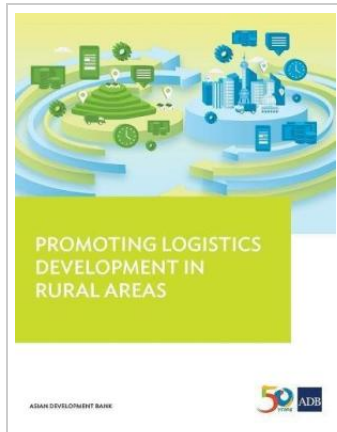 PROMOTING LOGISTICS
DEVELOPMENT IN
RURAL AREAS
ASIAN DEVELOPMENT BANK
50
YEARS
ADB